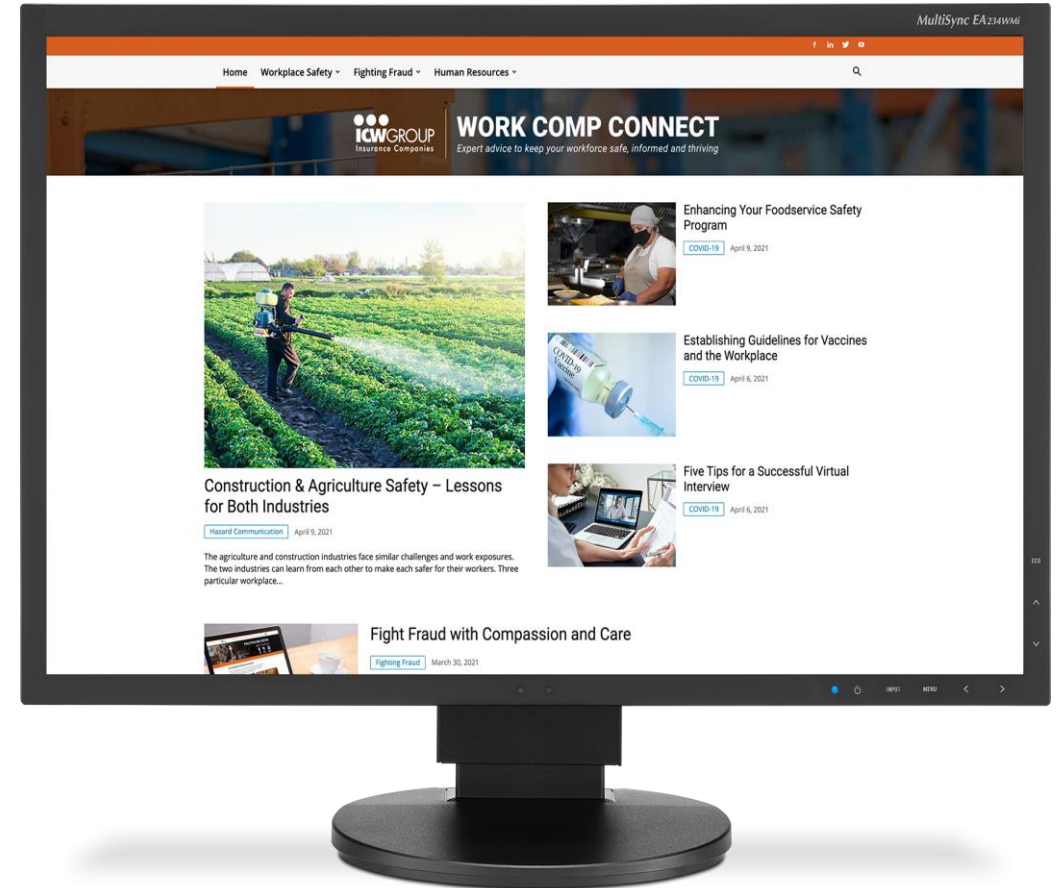 MultiSync EA234WMi
f in
Home Workplace Safety Fighting Fraud Human Resources
ICWGROUP
Insurance Companies
WORK COMP CONNECT
Expert advice to keep your workforce safe, informed and thriving
Construction & Agriculture Safety – Lessons
for Both Industries
Hazard Communication April 9, 2021
The agriculture and construction industries face similar challenges and work exposures.
The two industries can learn from each other to make each safer for their workers. Three
particular workplace...
Enhancing Your Foodservice Safety
Program
COVID-19 April 9, 2021
COVID-19
Vaccine
Establishing Guidelines for Vaccines
and the Workplace
COVID-19 April 6, 2021
Five Tips for a Successful Virtual
Interview
COVID-19 April 6, 2021
Fight Fraud with Compassion and Care
Fighting Fraud March 30, 2021
ECO
INPUT MENU